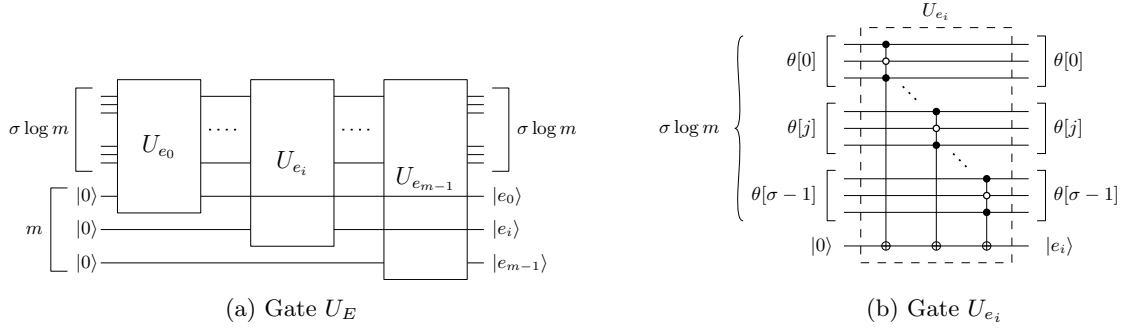 σ log m
U_{e_0}
....
U_{e_i}
....
U_{e_{m−1}}
σ log m
m
|0⟩
|e_0⟩
|0⟩
|e_i⟩
|0⟩
|e_{m−1}⟩
(a) Gate U_E
U_{e_i}
σ log m
θ[0]
θ[0]
θ[j]
θ[j]
θ[σ − 1]
θ[σ − 1]
|0⟩
|e_i⟩
(b) Gate U_{e_i}